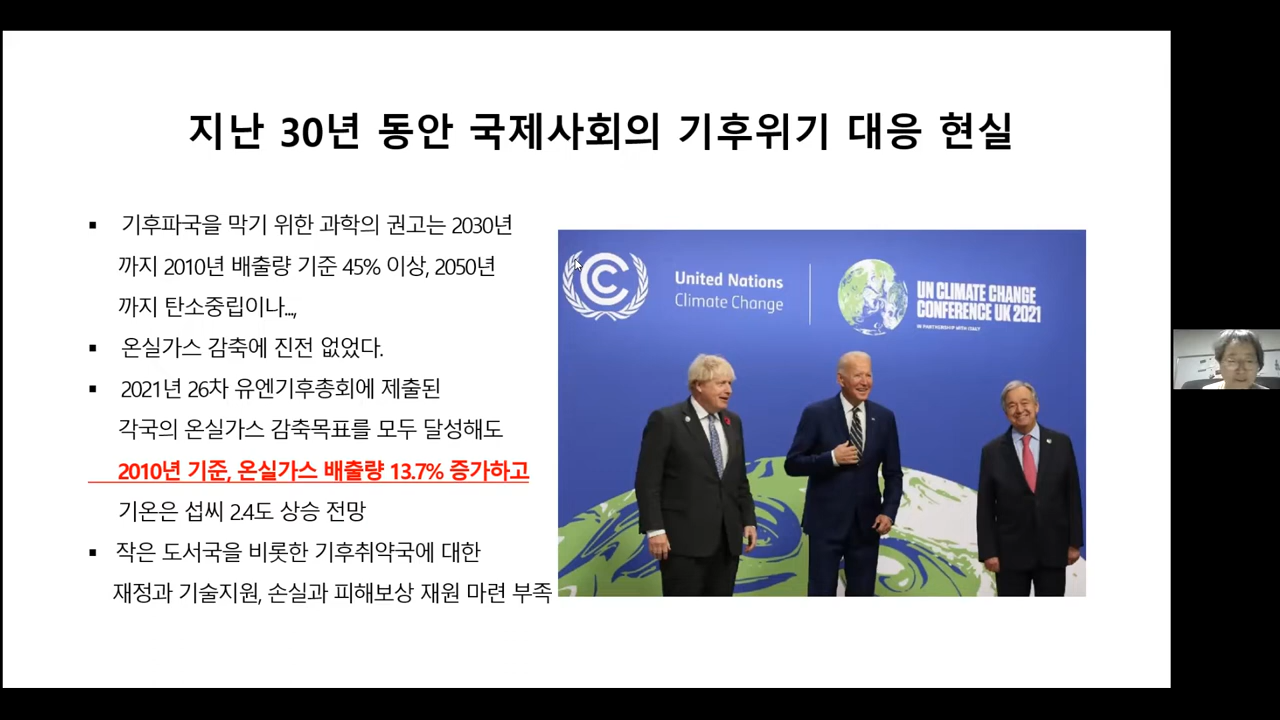 지난 30년 동안 국제사회의 기후위기 대응 현실
▪ 기후파국을 막기 위한 과학의 권고는 2030년
까지 2010년 배출량 기준 45% 이상, 2050년
까지 탄소중립이나...,
▪ 온실가스 감축에 진전 없었다.
▪ 2021년 26차 유엔기후총회에 제출된
각국의 온실가스 감축목표를 모두 달성해도
2010년 기준, 온실가스 배출량 13.7% 증가하고
기온은 섭씨 2.4도 상승 전망
▪ 작은 도서국을 비롯한 기후취약국에 대한
재정과 기술지원, 손실과 피해보상 재원 마련 부족
United Nations
Climate Change
UN CLIMATE CHANGE
CONFERENCE UK 2021
IN PARTNERSHIP WITH ITALY